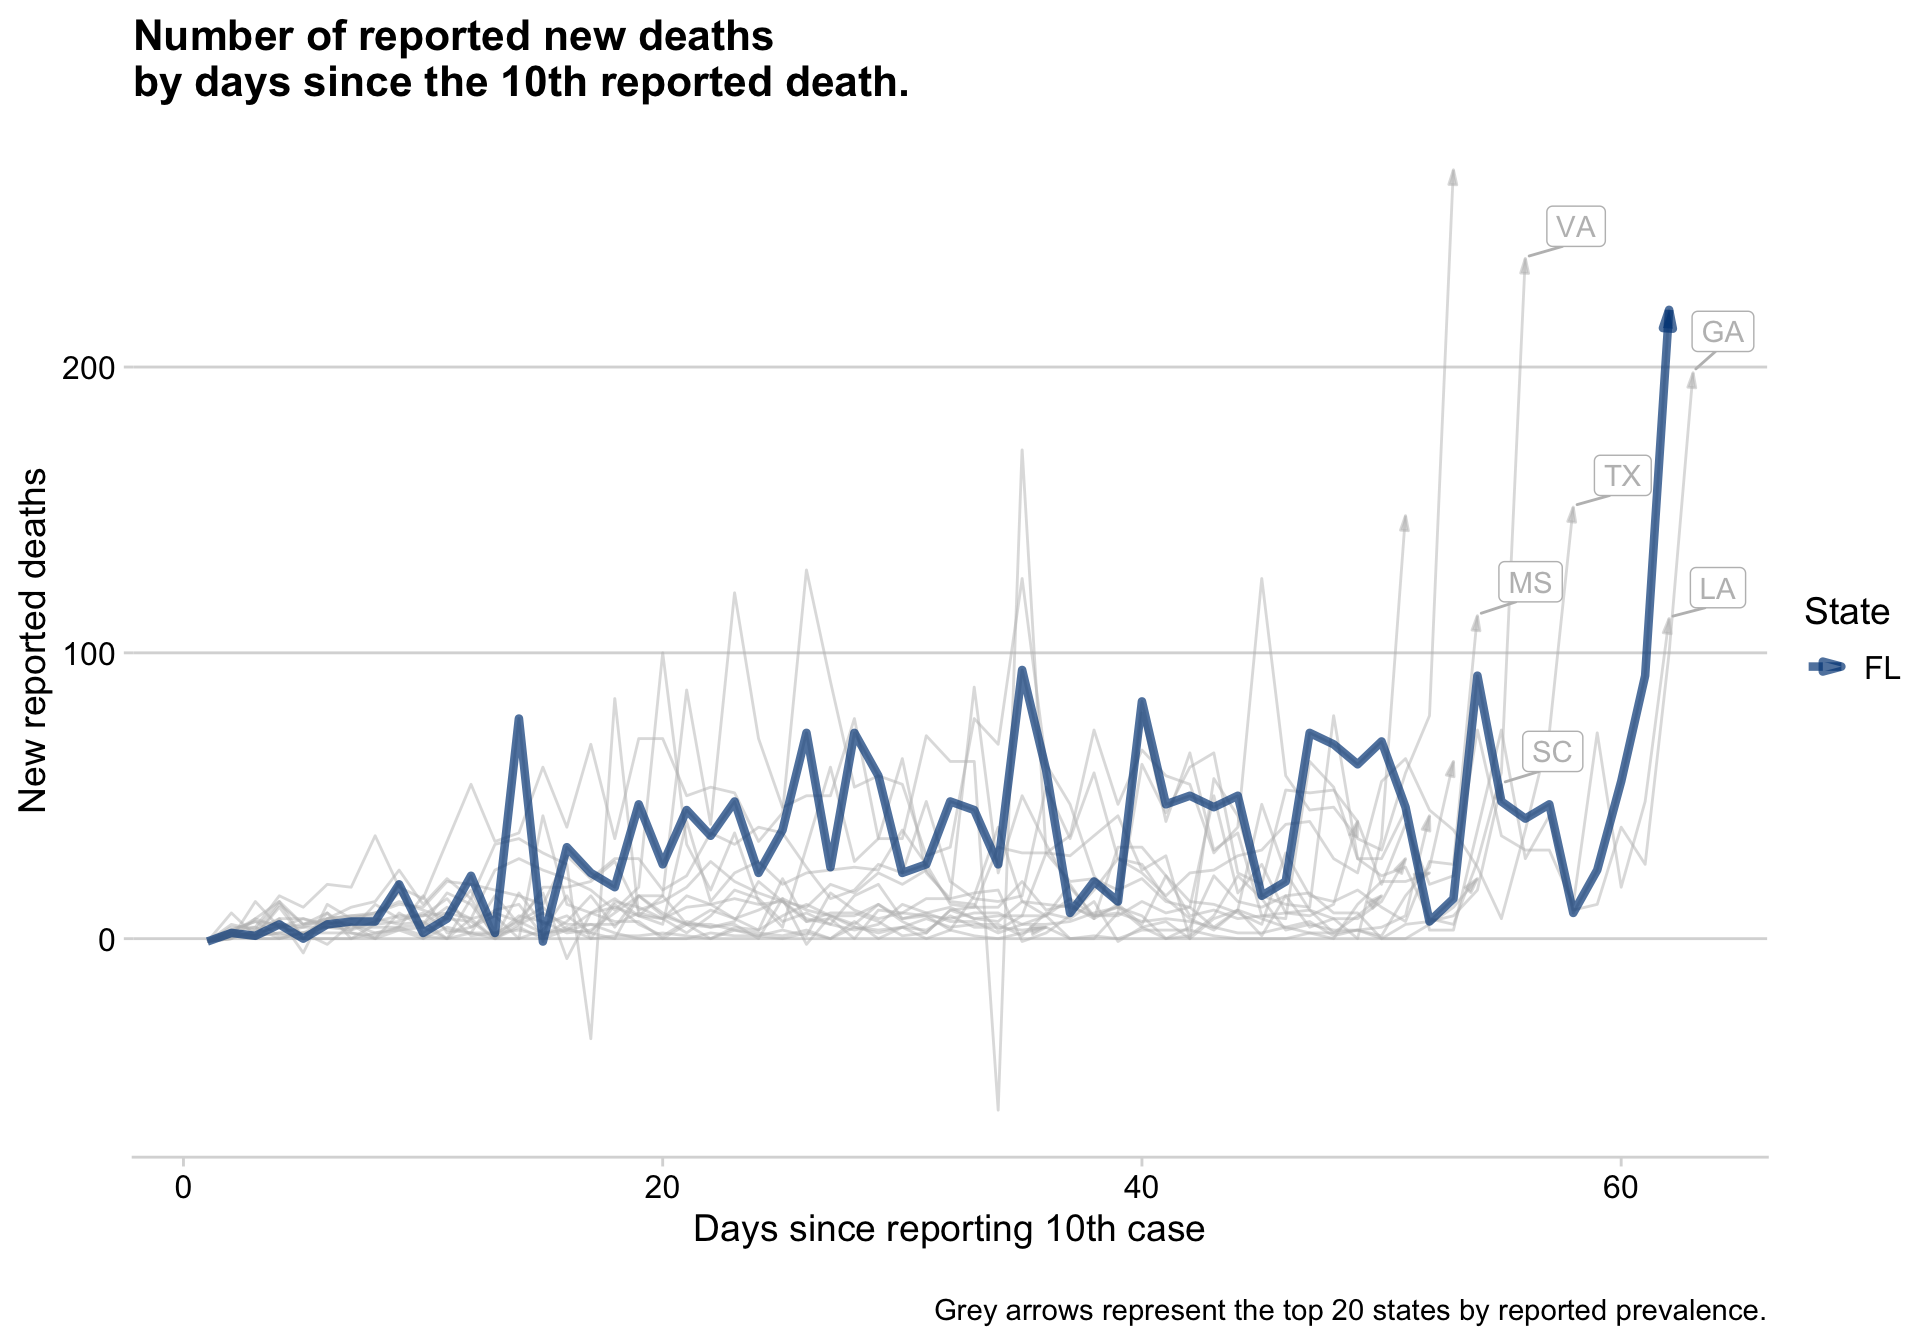 Number of reported new deaths
by days since the 10th reported death.
VA
GA
200
TX
MS
LA
100
SC
0
New reported deaths
State
FL
0 20 40 60
Days since reporting 10th case
Grey arrows represent the top 20 states by reported prevalence.